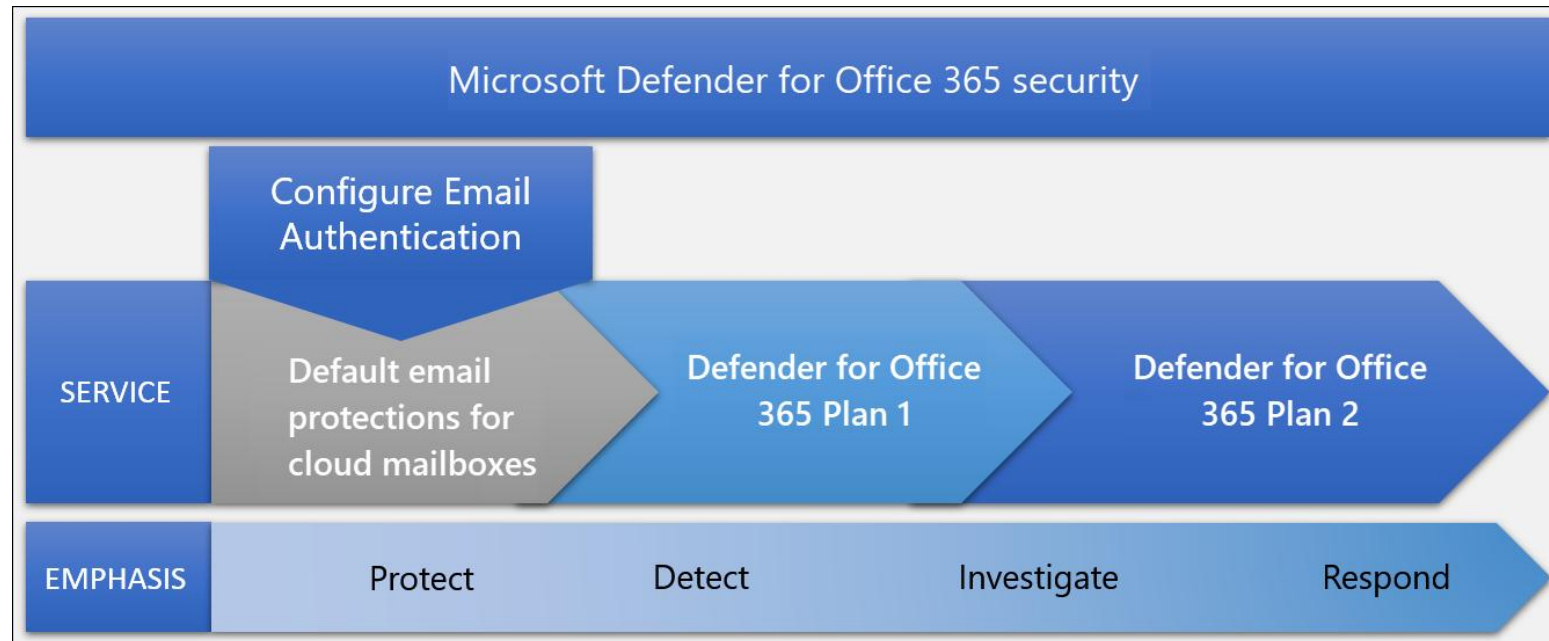 Microsoft Defender for Office 365 security
Configure Email
Authentication
SERVICE
Default email
protections for
cloud mailboxes
Defender for Office
365 Plan 1
Defender for Office
365 Plan 2
EMPHASIS
Protect
Detect
Investigate
Respond